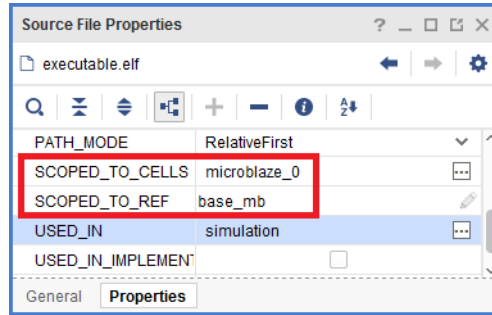 Source File Properties
executable.elf
PATH_MODE RelativeFirst
SCOPED_TO_CELLS microblaze_0
SCOPED_TO_REF base_mb
USED_IN simulation
USED_IN_IMPLEMENT
General Properties